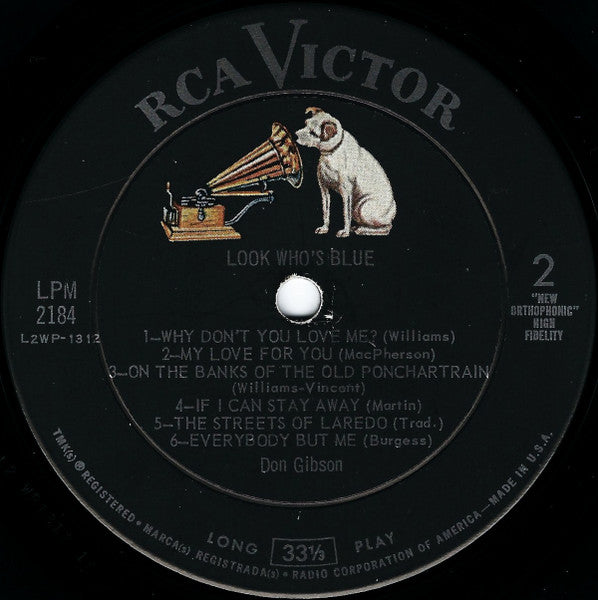 RCA VICTOR
LOOK WHO'S BLUE
LPM
2184
L2WP-1312
2
"NEW
ORTHOPHONIC"
HIGH
FIDELITY
1—WHY DON'T YOU LOVE ME? (Williams)
2—MY LOVE FOR YOU (MacPherson)
3—ON THE BANKS OF THE OLD PONCHARTRAIN
(Williams-Vincent)
4—IF I CAN STAY AWAY (Martin)
5—THE STREETS OF LAREDO (Trad.)
6—EVERYBODY BUT ME (Burgess)
Don Gibson
LONG 33⅓ PLAY
TMK(s) ® REGISTERED • MARCA(s) REGISTRADA(s) • RADIO CORPORATION OF AMERICA—MADE IN U.S.A.